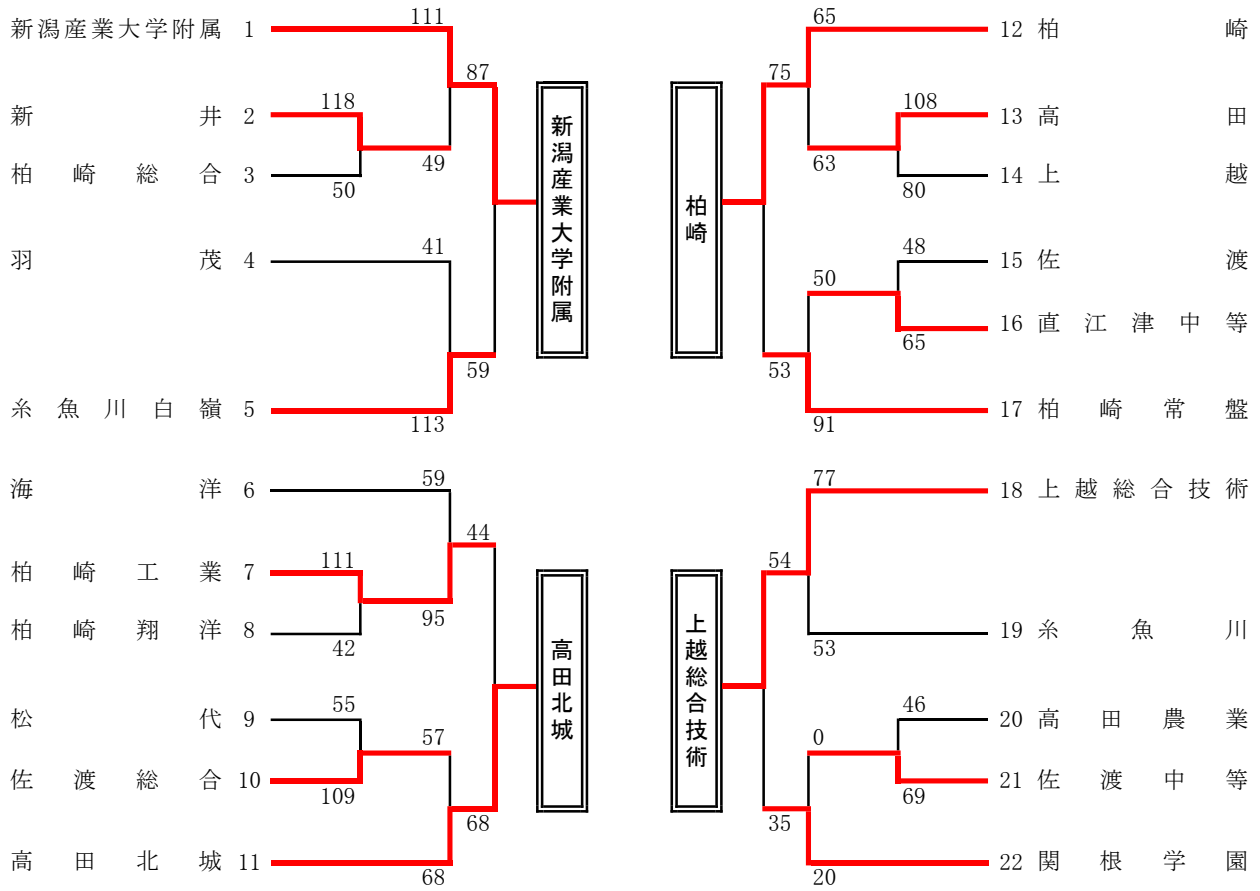 新潟産業大学附属 1
111
87
新井 2
118
49
柏崎総合 3
50
羽茂 4
41
59
糸魚川白嶺 5
113
新潟産業大学附属
海洋 6
59
44
柏崎工業 7
111
95
柏崎翔洋 8
42
松代 9
55
57
佐渡総合 10
109
68
高田北城 11
68
高田北城
65
12 柏崎
75
108
13 高田
63
80
14 上越
48
15 佐渡
50
65
16 直江津中等
53
91
17 柏崎常盤
柏崎
77
18 上越総合技術
54
53
19 糸魚川
46
20 高田農業
0
69
21 佐渡中等
35
20
22 関根学園
上越総合技術